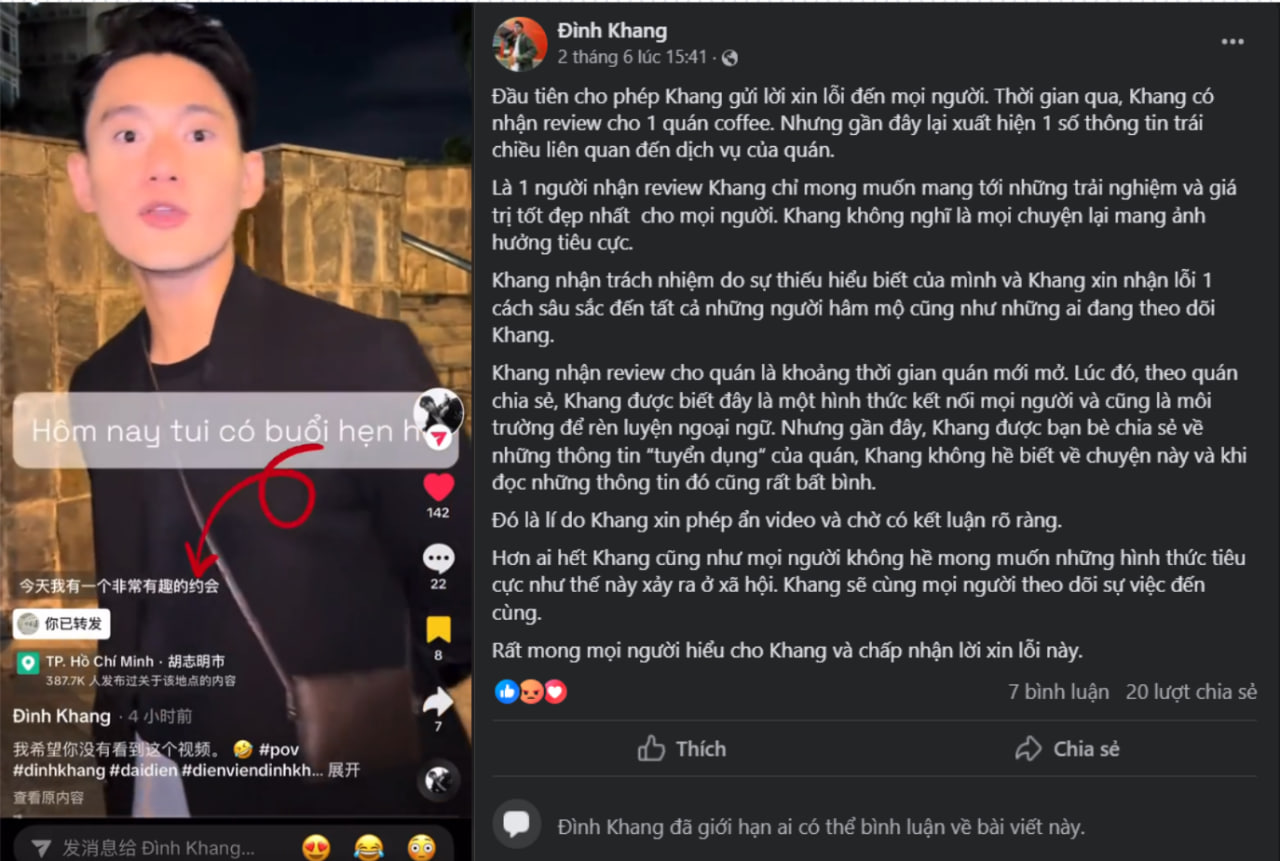 Hôm nay tui có buổi hẹn h
142
22
8
7
今天我有一个非常有趣的约会
你已转发
TP. Hồ Chí Minh · 胡志明市
387.7K 人发布过关于该地点的内容
Đình Khang · 4 小时前
我希望你没有看到这个视频。 🤣 #pov
#dinhkhang #daidien #dienviendinhkh... 展开
查看原内容
发消息给 Đình Khang...
Đình Khang
2 tháng 6 lúc 15:41 ·
Đầu tiên cho phép Khang gửi lời xin lỗi đến mọi người. Thời gian qua, Khang có
nhận review cho 1 quán coffee. Nhưng gần đây lại xuất hiện 1 số thông tin trái
chiều liên quan đến dịch vụ của quán.
Là 1 người nhận review Khang chỉ mong muốn mang tới những trải nghiệm và giá
trị tốt đẹp nhất cho mọi người. Khang không nghĩ là mọi chuyện lại mang ảnh
hưởng tiêu cực.
Khang nhận trách nhiệm do sự thiếu hiểu biết của mình và Khang xin nhận lỗi 1
cách sâu sắc đến tất cả những người hâm mộ cũng như những ai đang theo dõi
Khang.
Khang nhận review cho quán là khoảng thời gian quán mới mở. Lúc đó, theo quán
chia sẻ, Khang được biết đây là một hình thức kết nối mọi người và cũng là môi
trường để rèn luyện ngoại ngữ. Nhưng gần đây, Khang được bạn bè chia sẻ về
những thông tin “tuyển dụng“ của quán, Khang không hề biết về chuyện này và khi
đọc những thông tin đó cũng rất bất bình.
Đó là lí do Khang xin phép ẩn video và chờ có kết luận rõ ràng.
Hơn ai hết Khang cũng như mọi người không hề mong muốn những hình thức tiêu
cực như thế này xảy ra ở xã hội. Khang sẽ cùng mọi người theo dõi sự việc đến
cùng.
Rất mong mọi người hiểu cho Khang và chấp nhận lời xin lỗi này.
7 bình luận 20 lượt chia sẻ
Thích Chia sẻ
Đình Khang đã giới hạn ai có thể bình luận về bài viết này.